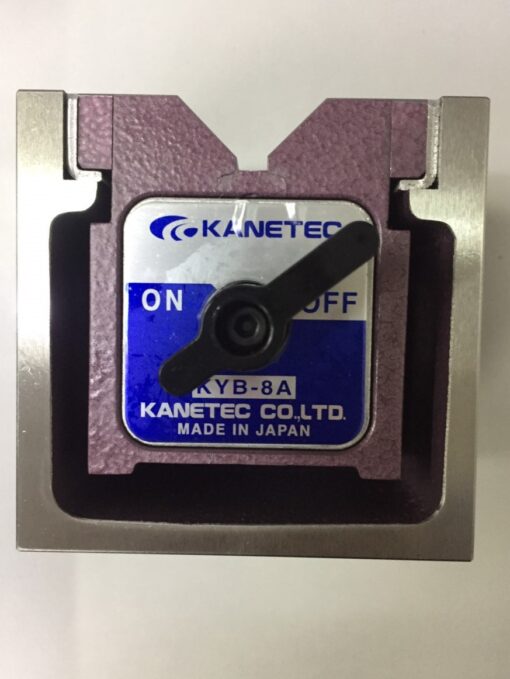 KANETEC
ON OFF
KYB-8A
KANETEC CO.,LTD.
MADE IN JAPAN